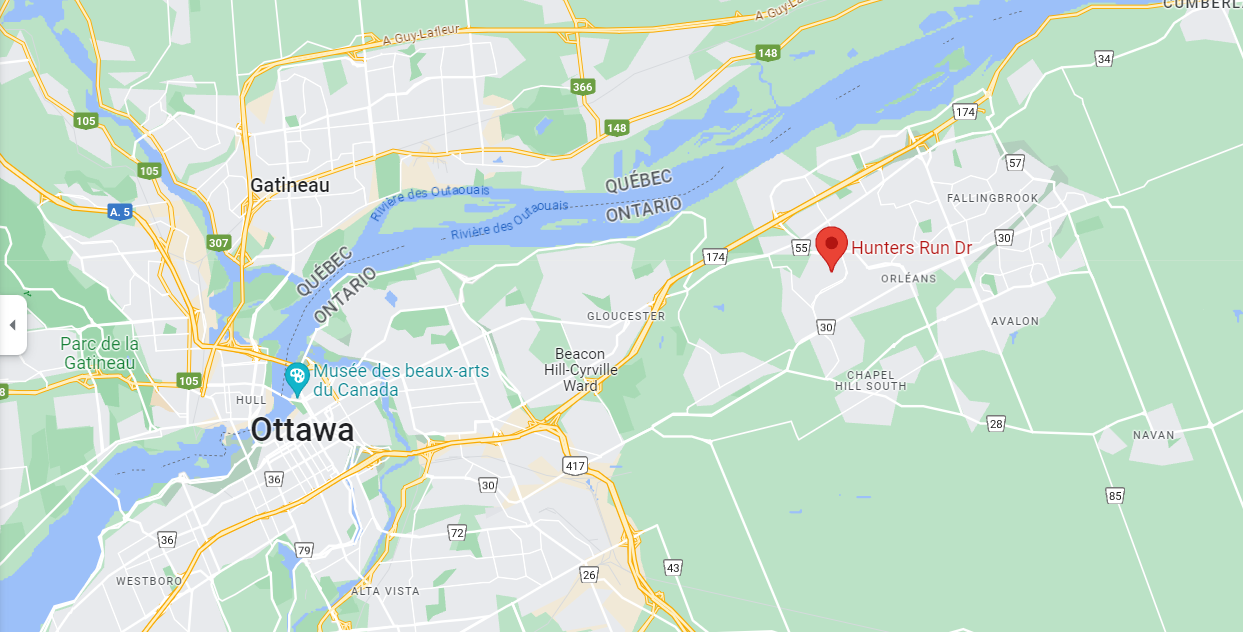 CUMBERL
A. Guy-La
A. Guy-Lafleur
148
34
366
174
105
148
57
105
Gatineau
QUÉBEC
Rivière des Outaouais
FALLINGBROOK
A. 5
ONTARIO
Rivière des Outaouais
307
30
55
Hunters Run Dr
174
QUÉBEC
ORLÉANS
ONTARIO
GLOUCESTER
AVALON
30
Parc de la
Gatineau
Beacon
Hill-Cyrville
Ward
Musée des beaux-arts
du Canada
105
CHAPEL
HILL SOUTH
8
HULL
Ottawa
28
NAVAN
417
36
30
85
72
36
79
43
26
WESTBORO
ALTA VISTA